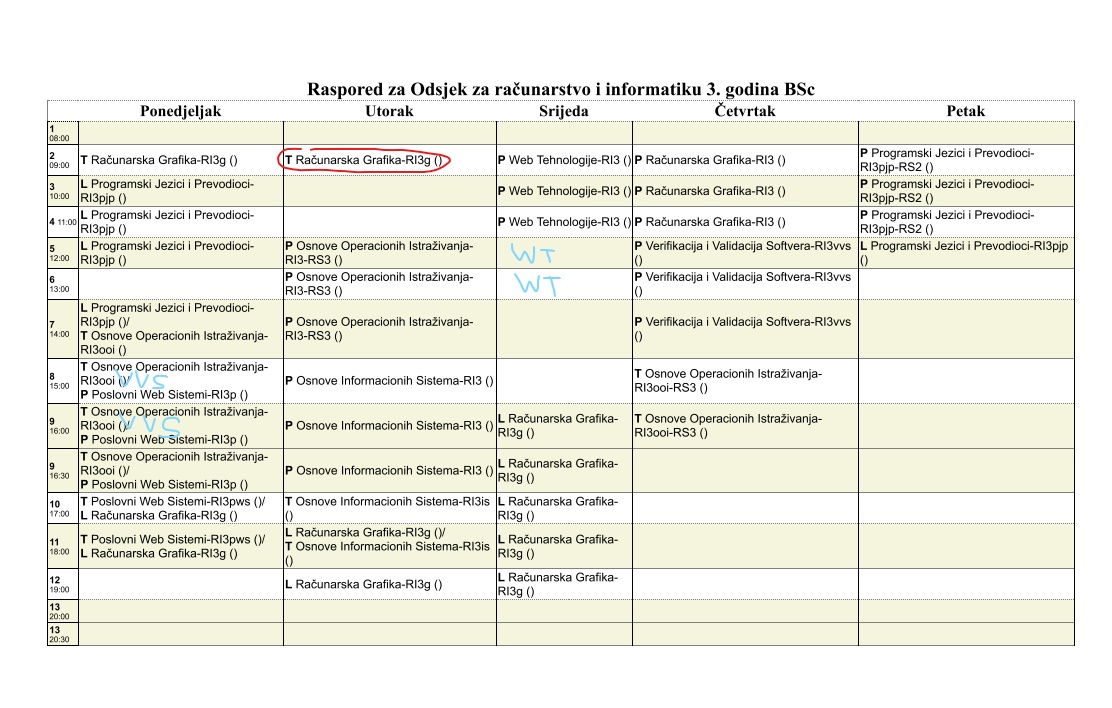 Raspored za Odsjek za računarstvo i informatiku 3. godina BSc
Ponedjeljak Utorak Srijeda Četvrtak Petak
1
08:00
2
09:00
T Računarska Grafika-RI3g ()
T Računarska Grafika-RI3g ()
P Web Tehnologije-RI3 ()
P Računarska Grafika-RI3 ()
P Programski Jezici i Prevodioci-
RI3pjp-RS2 ()
3
10:00
L Programski Jezici i Prevodioci-
RI3pjp ()
P Web Tehnologije-RI3 ()
P Računarska Grafika-RI3 ()
P Programski Jezici i Prevodioci-
RI3pjp-RS2 ()
4 11:00
L Programski Jezici i Prevodioci-
RI3pjp ()
P Web Tehnologije-RI3 ()
P Računarska Grafika-RI3 ()
P Programski Jezici i Prevodioci-
RI3pjp-RS2 ()
5
12:00
L Programski Jezici i Prevodioci-
RI3pjp ()
P Osnove Operacionih Istraživanja-
RI3-RS3 ()
WT
P Verifikacija i Validacija Softvera-RI3vvs
()
L Programski Jezici i Prevodioci-RI3pjp
()
6
13:00
P Osnove Operacionih Istraživanja-
RI3-RS3 ()
WT
P Verifikacija i Validacija Softvera-RI3vvs
()
7
14:00
L Programski Jezici i Prevodioci-
RI3pjp ()/
T Osnove Operacionih Istraživanja-
RI3ooi ()
P Osnove Operacionih Istraživanja-
RI3-RS3 ()
P Verifikacija i Validacija Softvera-RI3vvs
()
8
15:00
T Osnove Operacionih Istraživanja-
RI3ooi ()/
P Poslovni Web Sistemi-RI3p ()
VVS
P Osnove Informacionih Sistema-RI3 ()
T Osnove Operacionih Istraživanja-
RI3ooi-RS3 ()
9
16:00
T Osnove Operacionih Istraživanja-
RI3ooi ()/
P Poslovni Web Sistemi-RI3p ()
VVS
P Osnove Informacionih Sistema-RI3 ()
L Računarska Grafika-
RI3g ()
T Osnove Operacionih Istraživanja-
RI3ooi-RS3 ()
9
16:30
T Osnove Operacionih Istraživanja-
RI3ooi ()/
P Poslovni Web Sistemi-RI3p ()
P Osnove Informacionih Sistema-RI3 ()
L Računarska Grafika-
RI3g ()
10
17:00
T Poslovni Web Sistemi-RI3pws ()/
L Računarska Grafika-RI3g ()
T Osnove Informacionih Sistema-RI3is
()
L Računarska Grafika-
RI3g ()
11
18:00
T Poslovni Web Sistemi-RI3pws ()/
L Računarska Grafika-RI3g ()
L Računarska Grafika-RI3g ()/
T Osnove Informacionih Sistema-RI3is
()
L Računarska Grafika-
RI3g ()
12
19:00
L Računarska Grafika-RI3g ()
L Računarska Grafika-
RI3g ()
13
20:00
13
20:30